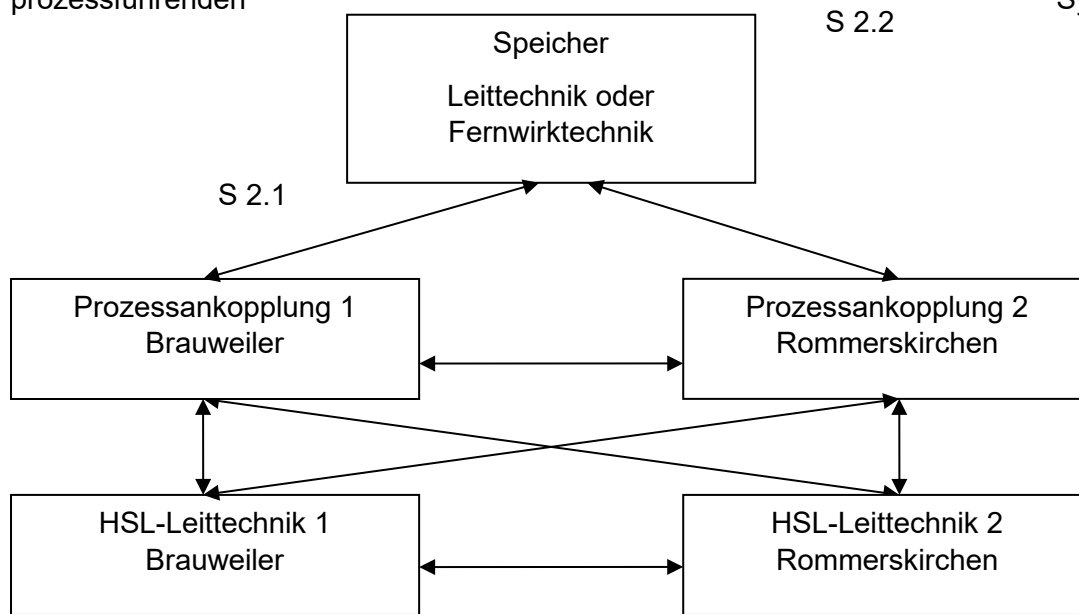 prozessführenden
S 2.2
Speicher
Leittechnik oder
Fernwirktechnik
S 2.1
Prozessankopplung 1
Brauweiler
Prozessankopplung 2
Rommerskirchen
HSL-Leittechnik 1
Brauweiler
HSL-Leittechnik 2
Rommerskirchen